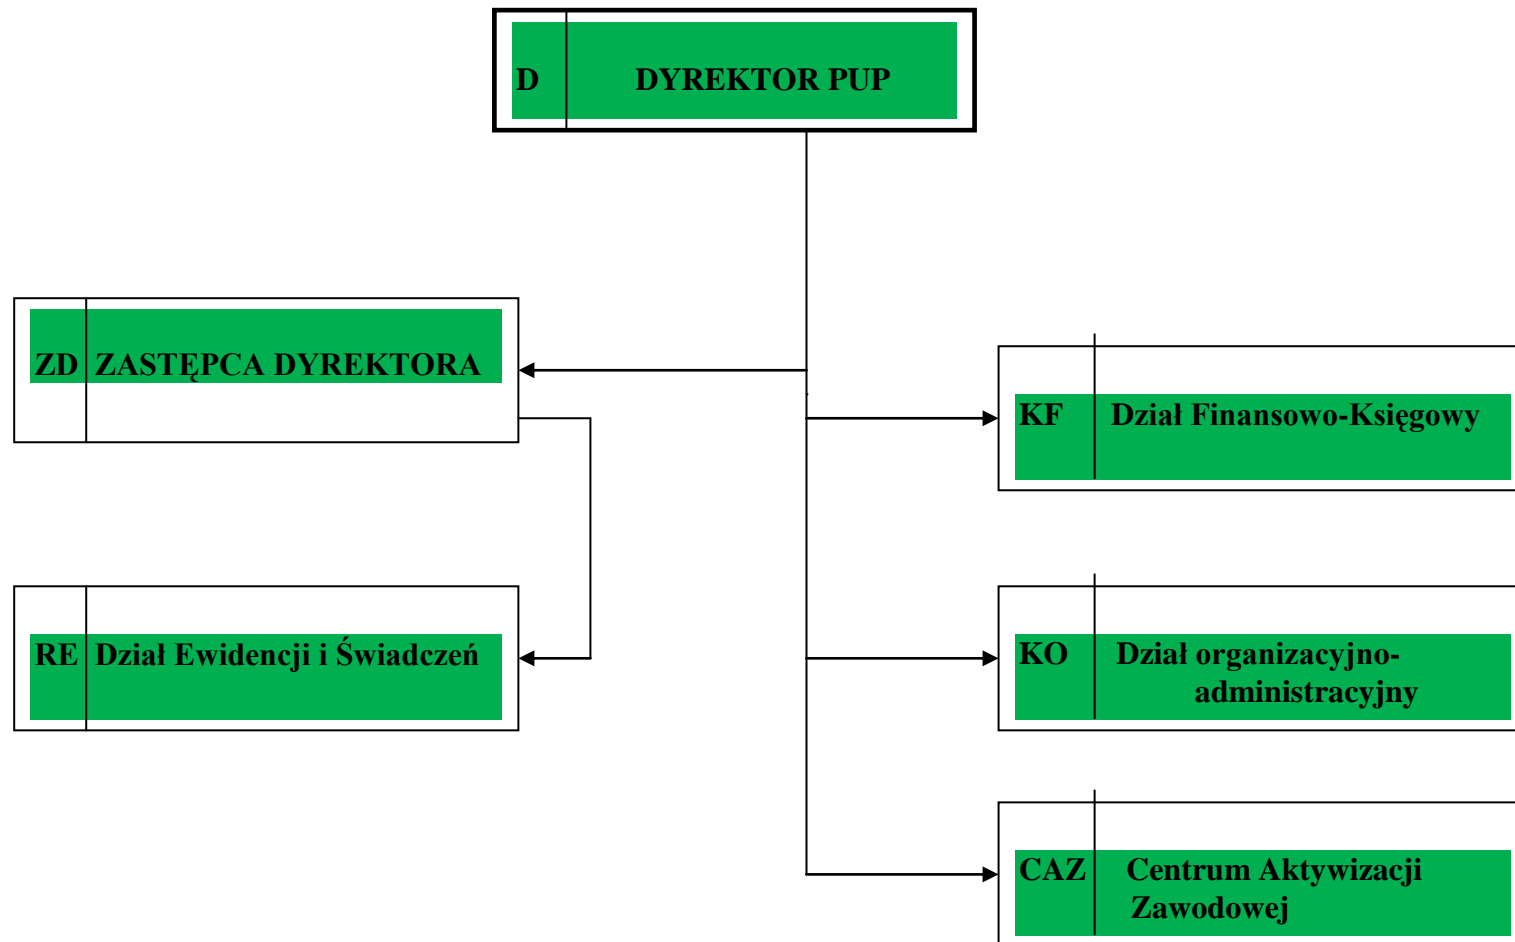 D DYREKTOR PUP
ZD ZASTĘPCA DYREKTORA
KF Dział Finansowo-Księgowy
RE Dział Ewidencji i Świadczeń
KO Dział organizacyjno-
administracyjny
CAZ Centrum Aktywizacji
Zawodowej